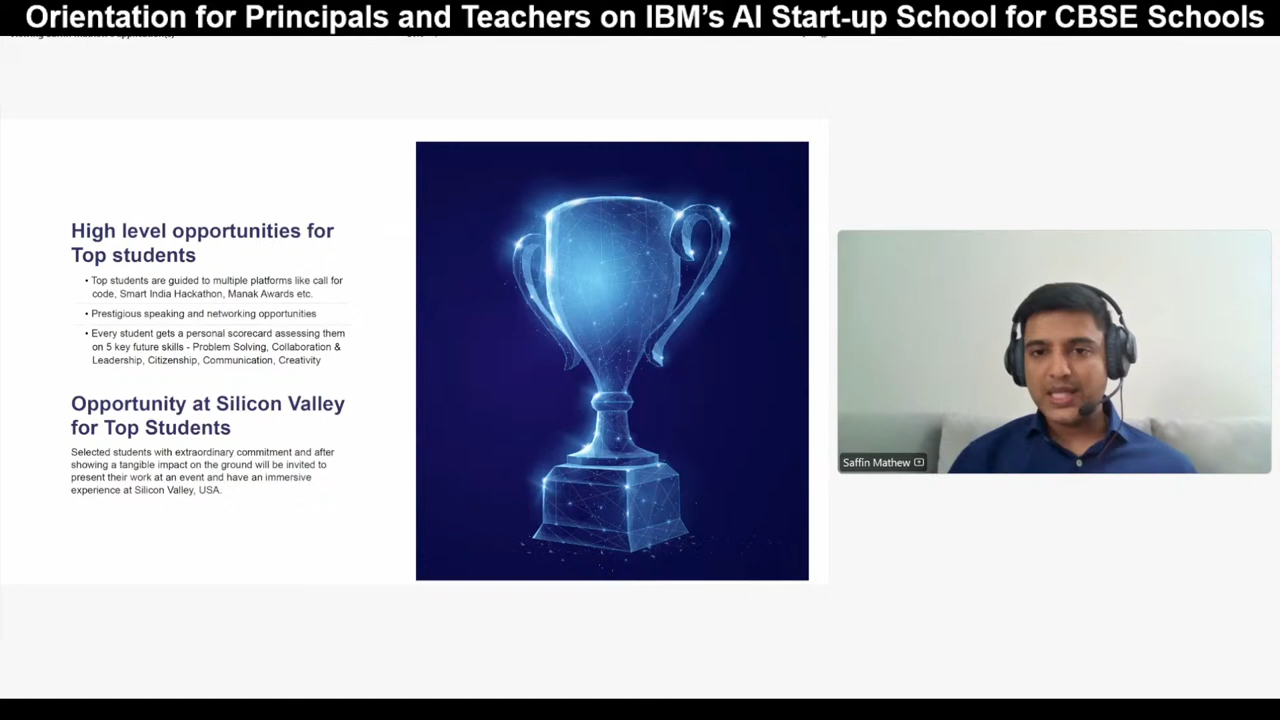 Orientation for Principals and Teachers on IBM's AI Start-up School for CBSE Schools
High level opportunities for
Top students
• Top students are guided to multiple platforms like call for
code, Smart India Hackathon, Manak Awards etc.
• Prestigious speaking and networking opportunities
• Every student gets a personal scorecard assessing them
on 5 key future skills - Problem Solving, Collaboration &
Leadership, Citizenship, Communication, Creativity
Opportunity at Silicon Valley
for Top Students
Selected students with extraordinary commitment and after
showing a tangible impact on the ground will be invited to
present their work at an event and have an immersive
experience at Silicon Valley, USA.
Saffin Mathew